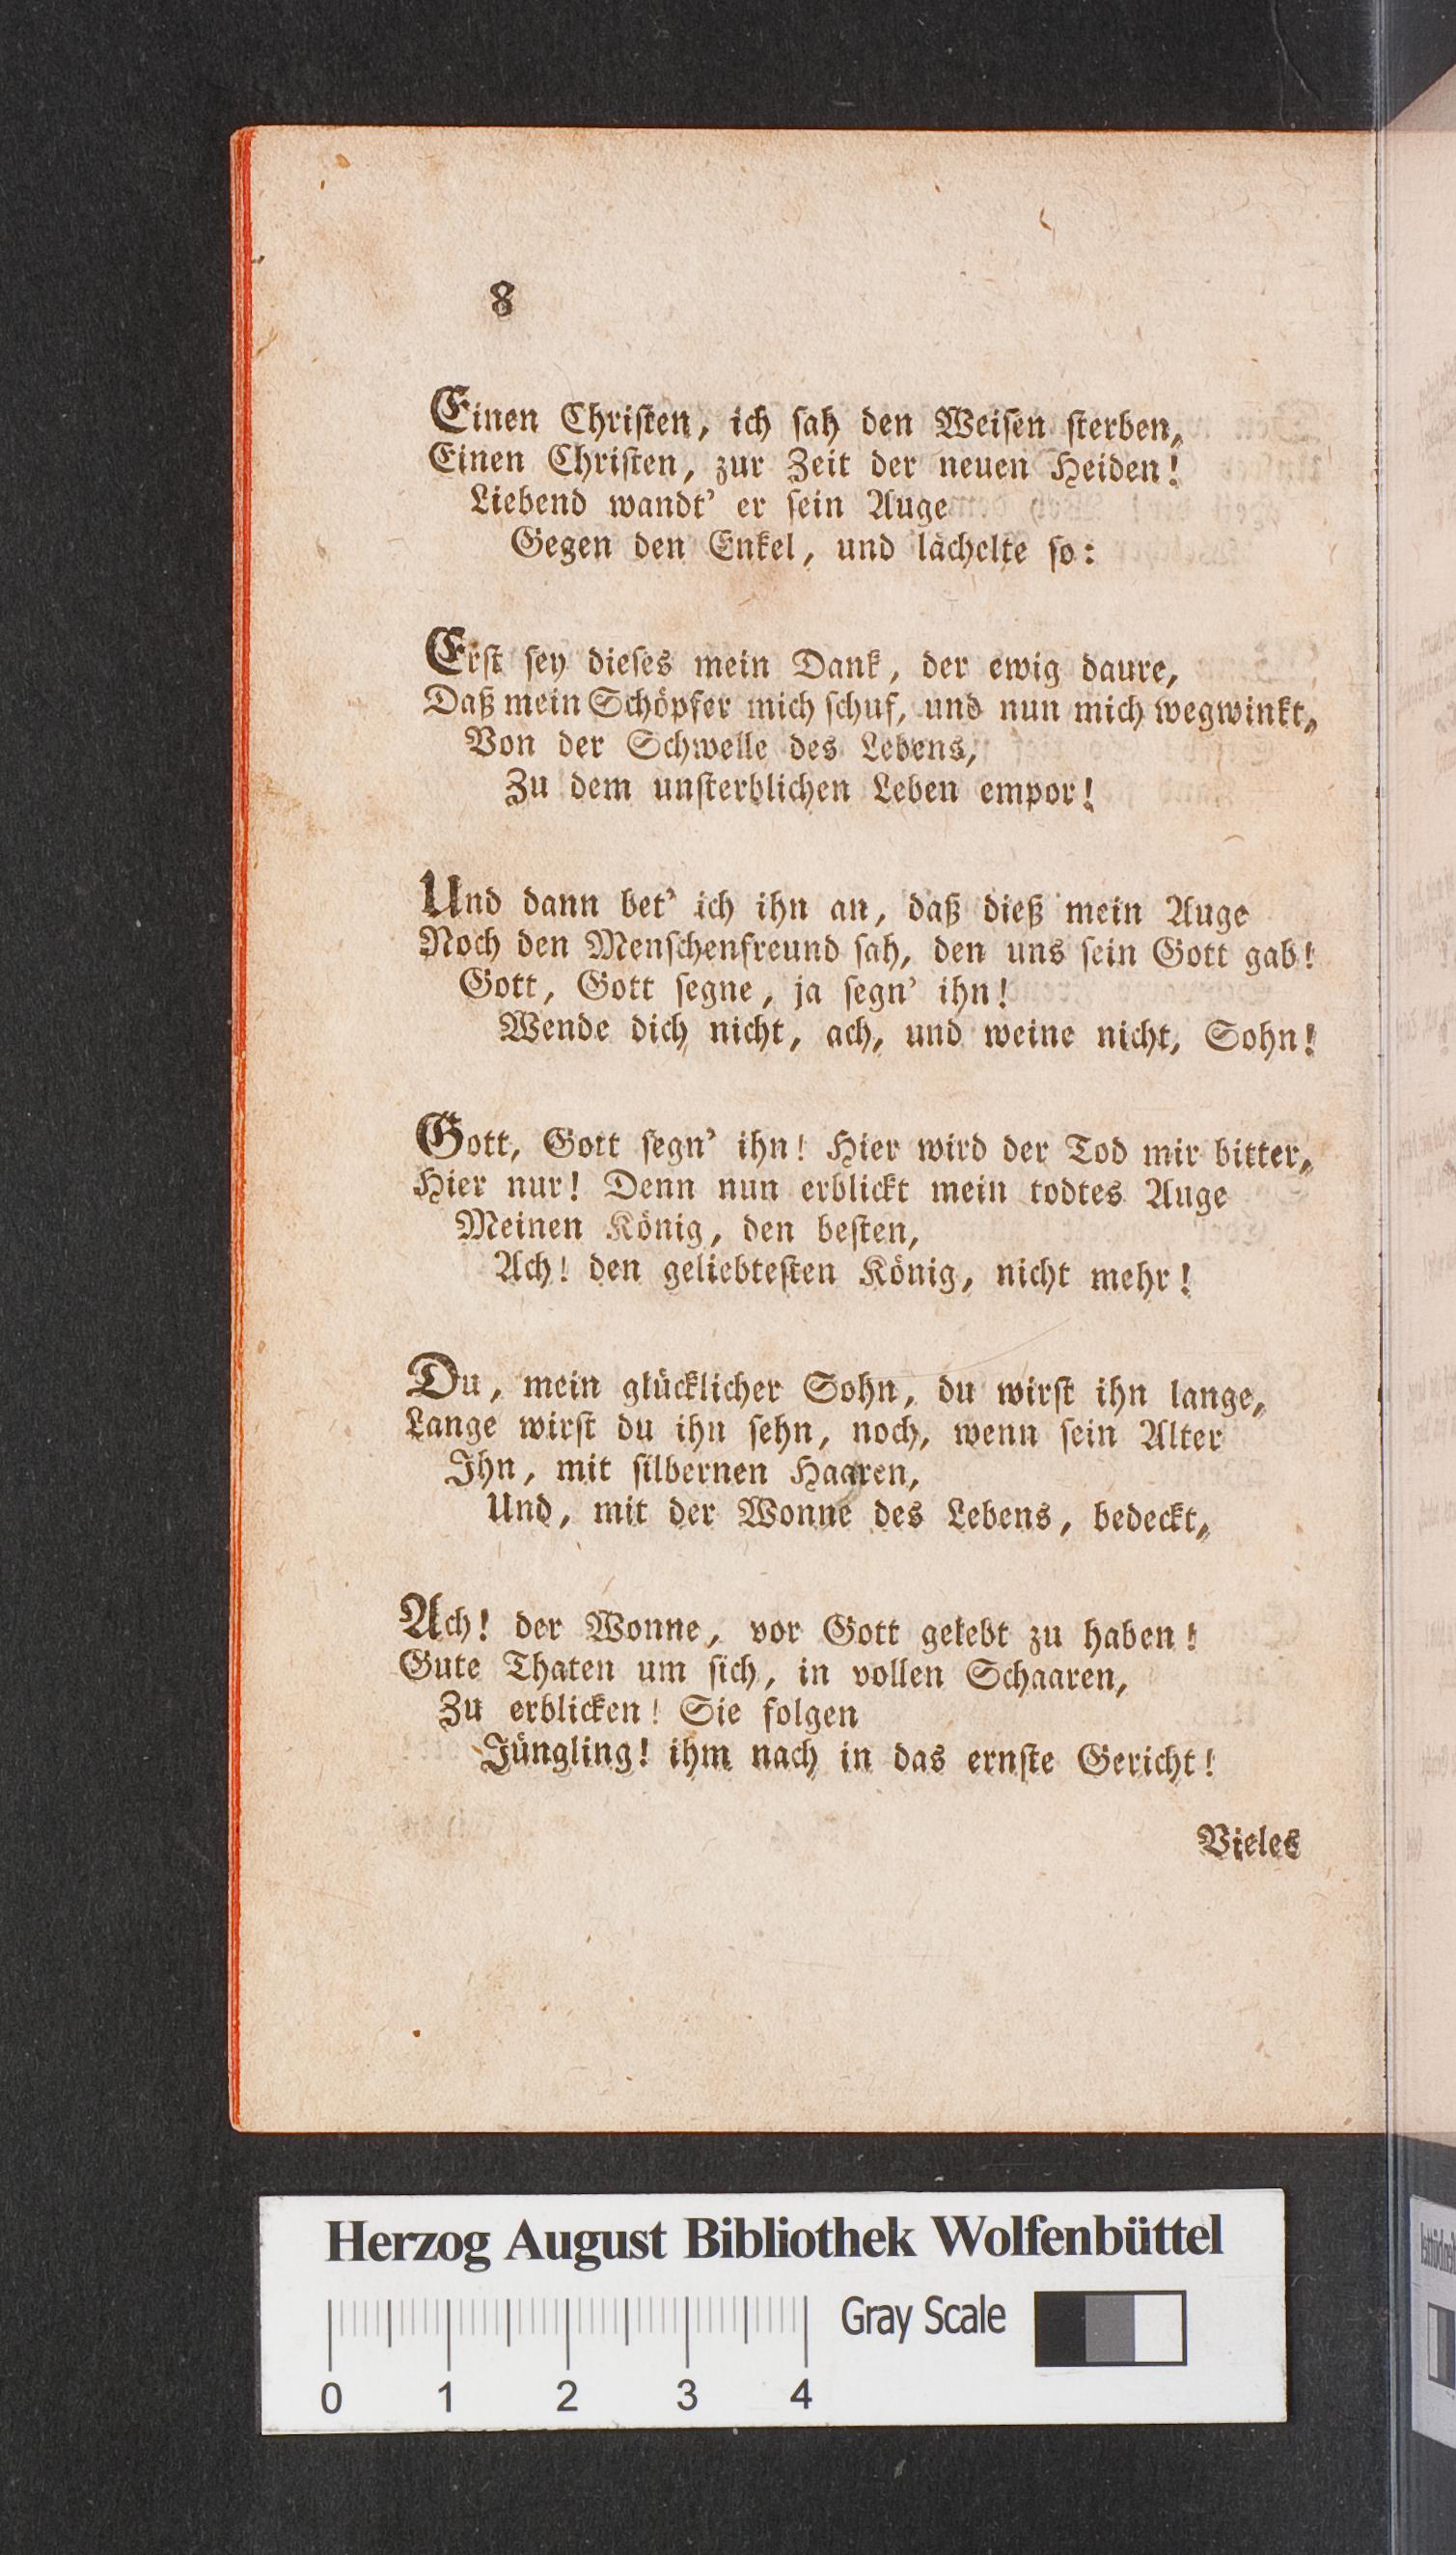 8
Einen Chriſten, ich ſah den Weiſen ſterben,
Einen Chriſten, zur Zeit der neuen Heiden!
Liebend wandt' er ſein Auge
Gegen den Enkel, und lächelte ſo:
Erſt ſey dieſes mein Dank, der ewig daure,
Daß mein Schöpfer mich ſchuf, und nun mich wegwinkt,
Von der Schwelle des Lebens,
Zu dem unſterblichen Leben empor!
Und dann bet' ich ihn an, daß dieß mein Auge
Noch den Menſchenfreund ſah, den uns ſein Gott gab!
Gott, Gott ſegne, ja ſegn' ihn!
Wende dich nicht, ach, und weine nicht, Sohn!
Gott, Gott ſegn' ihn! Hier wird der Tod mir bitter,
Hier nur! Denn nun erblickt mein todtes Auge
Meinen König, den beſten,
Ach! den geliebteſten König, nicht mehr!
Du, mein glücklicher Sohn, du wirſt ihn lange,
Lange wirſt du ihn ſehn, noch, wenn ſein Alter
Ihn, mit ſilbernen Haaren,
Und, mit der Wonne des Lebens, bedeckt,
Ach! der Wonne, vor Gott gelebt zu haben!
Gute Thaten um ſich, in vollen Schaaren,
Zu erblicken! Sie folgen
Jüngling! ihm nach in das ernſte Gericht!
Vieles
Herzog August Bibliothek Wolfenbüttel
Gray Scale
0 1 2 3 4